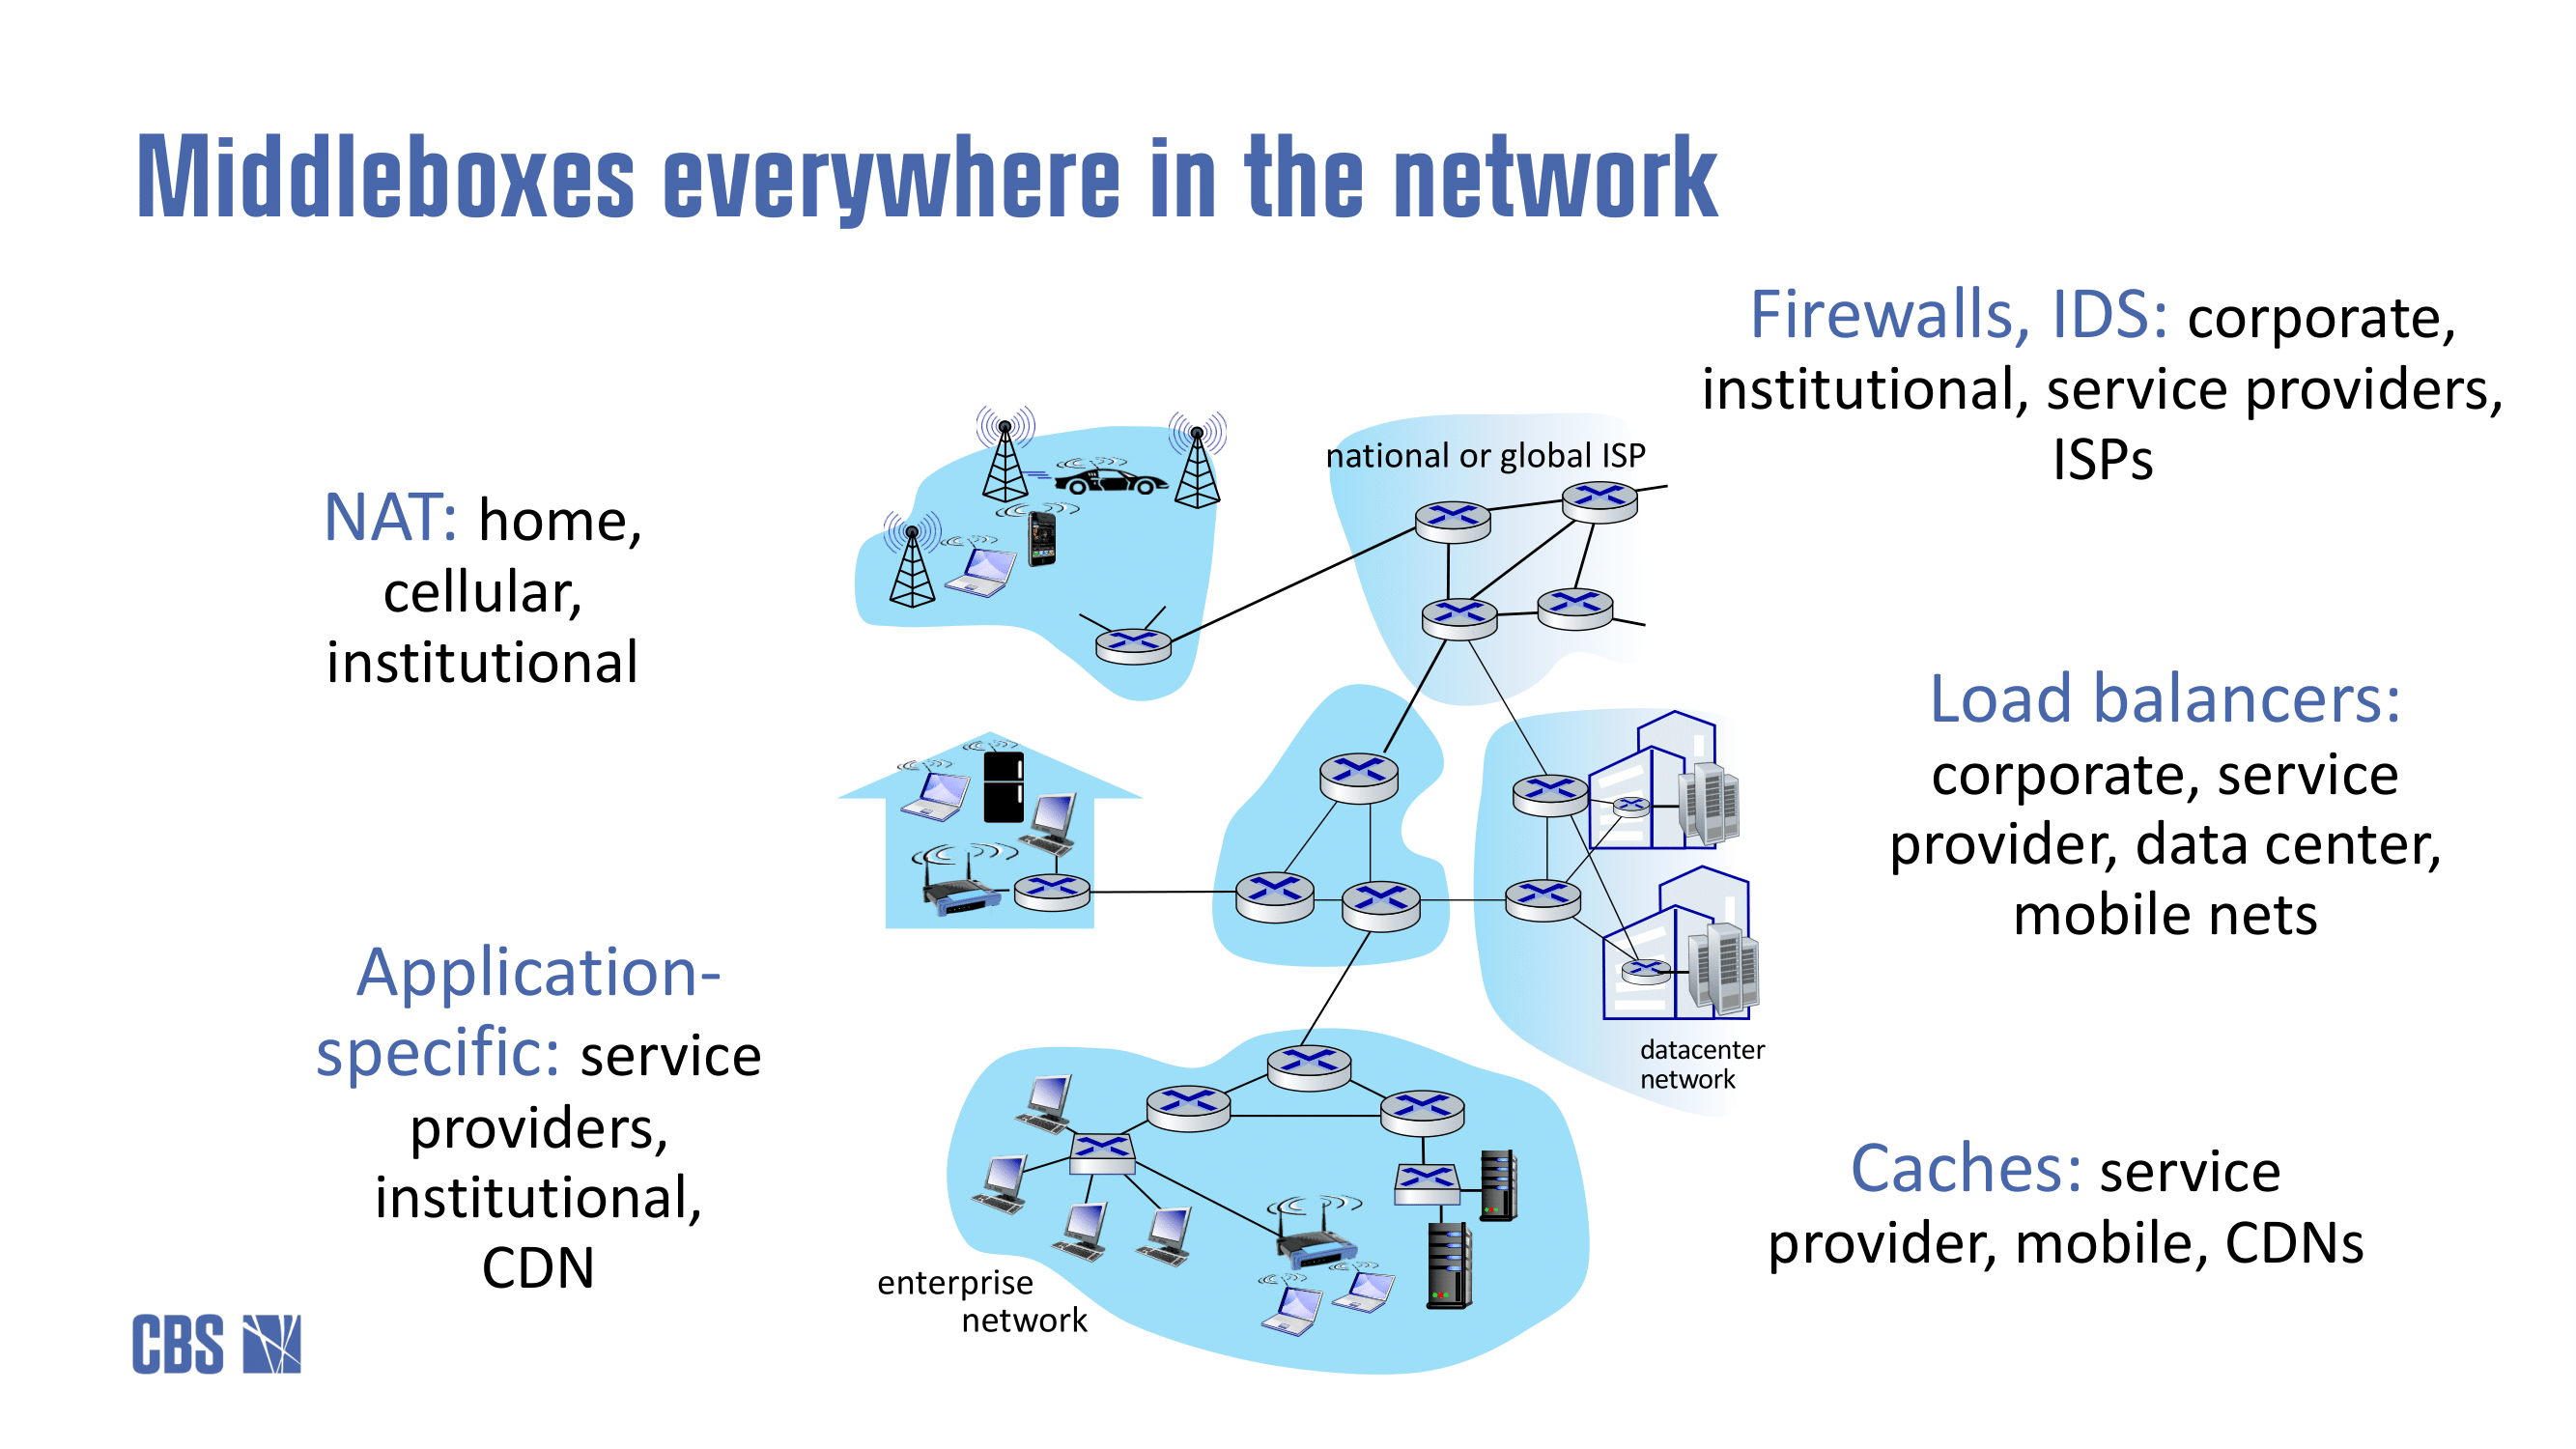 Middleboxes everywhere in the network
Firewalls, IDS: corporate,
institutional, service providers,
ISPs
national or global ISP
NAT: home,
cellular,
institutional
Load balancers:
corporate, service
provider, data center,
mobile nets
Application-
specific: service
providers,
institutional,
CDN
datacenter
network
Caches: service
provider, mobile, CDNs
enterprise
network
CBS